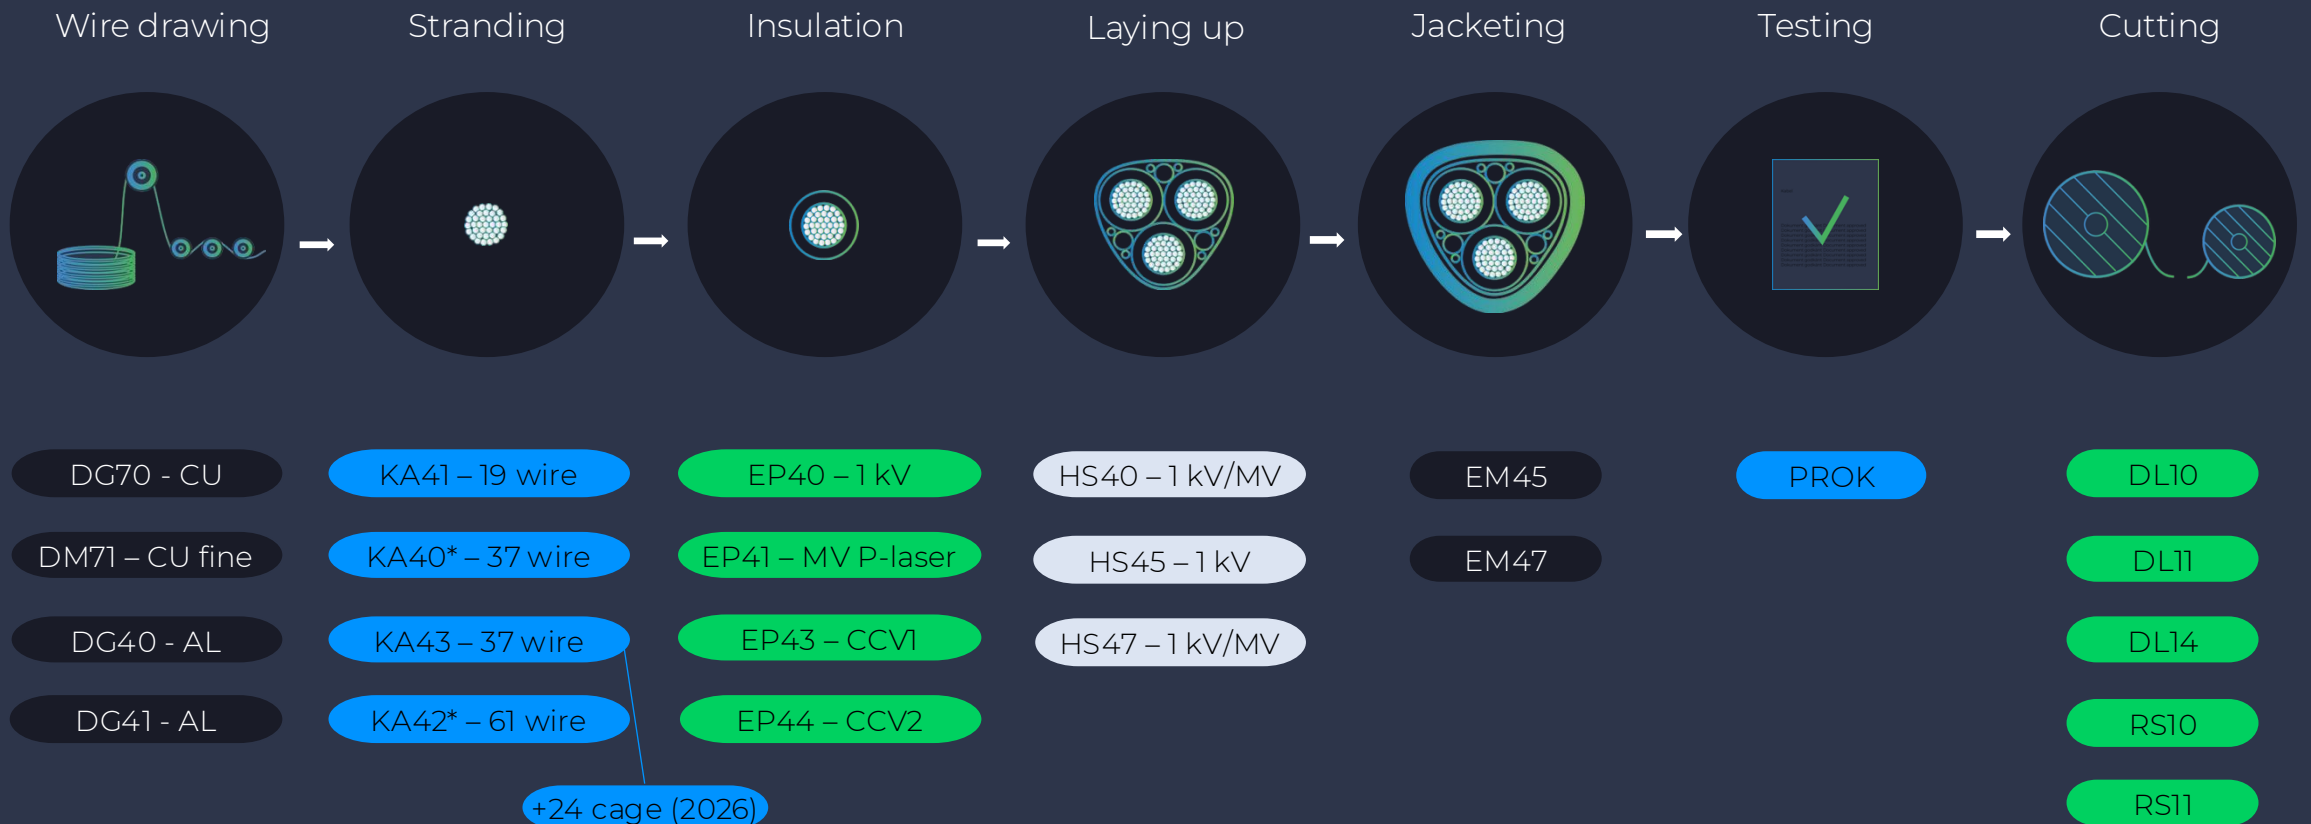 Wire drawing
Stranding
Insulation
Laying up
Jacketing
Testing
Cutting
DG70 - CU
KA41 – 19 wire
EP40 – 1 kV
HS40 – 1 kV/MV
EM45
PROK
DL10
DM71 – CU fine
KA40* – 37 wire
EP41 – MV P-laser
HS45 – 1 kV
EM47
DL11
DG40 - AL
KA43 – 37 wire
EP43 – CCV1
HS47 – 1 kV/MV
DL14
DG41 - AL
KA42* – 61 wire
EP44 – CCV2
RS10
+24 cage (2026)
RS11